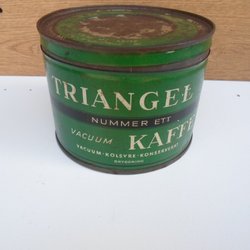 TRIANGEL
NUMMER ETT
VACUUM
KAFFE
VACUUM-KOLSYRE-KONSERVERAT